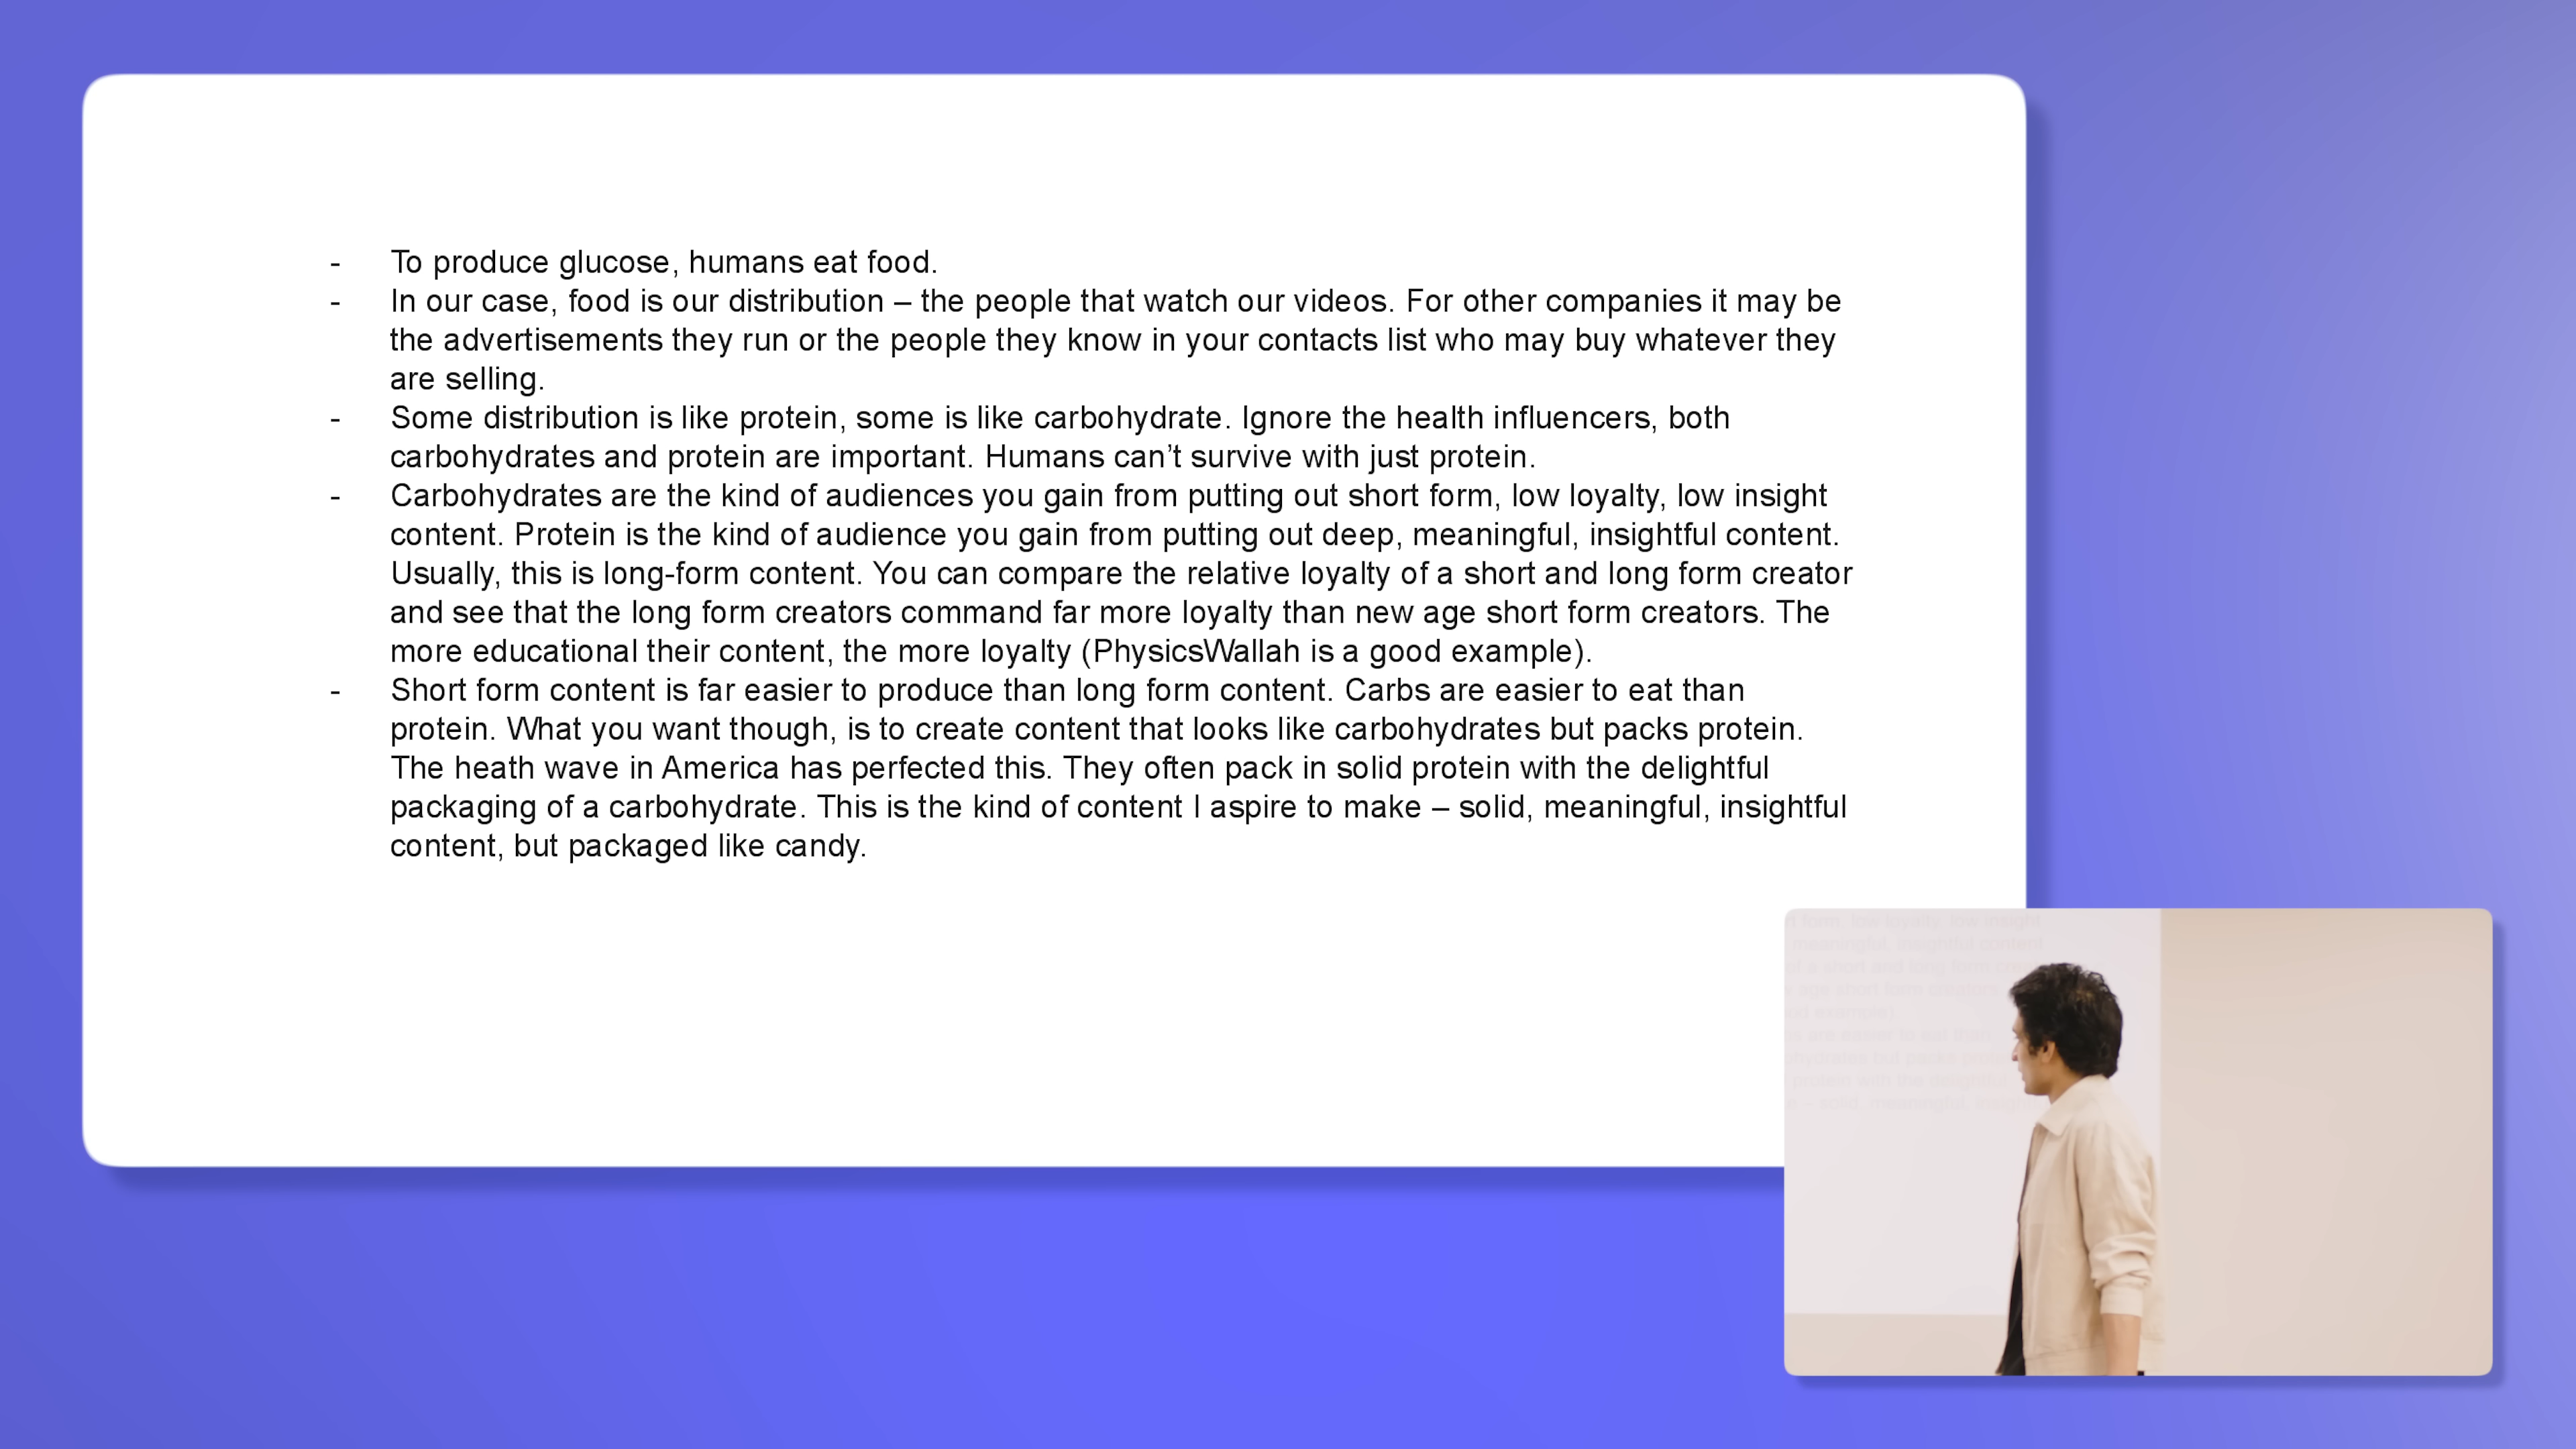 - To produce glucose, humans eat food.
- In our case, food is our distribution – the people that watch our videos. For other companies it may be
the advertisements they run or the people they know in your contacts list who may buy whatever they
are selling.
- Some distribution is like protein, some is like carbohydrate. Ignore the health influencers, both
carbohydrates and protein are important. Humans can’t survive with just protein.
- Carbohydrates are the kind of audiences you gain from putting out short form, low loyalty, low insight
content. Protein is the kind of audience you gain from putting out deep, meaningful, insightful content.
Usually, this is long-form content. You can compare the relative loyalty of a short and long form creator
and see that the long form creators command far more loyalty than new age short form creators. The
more educational their content, the more loyalty (PhysicsWallah is a good example).
- Short form content is far easier to produce than long form content. Carbs are easier to eat than
protein. What you want though, is to create content that looks like carbohydrates but packs protein.
The heath wave in America has perfected this. They often pack in solid protein with the delightful
packaging of a carbohydrate. This is the kind of content I aspire to make – solid, meaningful, insightful
content, but packaged like candy.